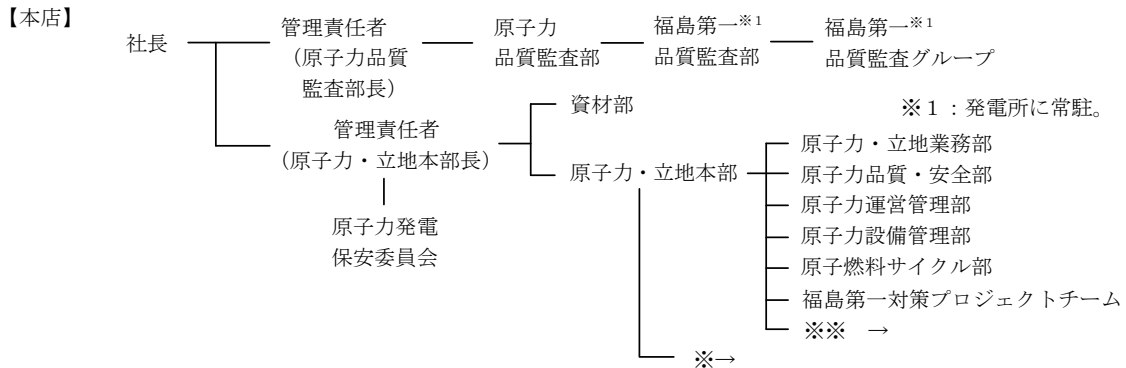 【本店】
社長
管理責任者
(原子力品質
監査部長)
原子力
品質監査部
福島第一※1
品質監査部
福島第一※1
品質監査グループ
※1：発電所に常駐。
管理責任者
(原子力・立地本部長)
原子力発電
保安委員会
資材部
原子力・立地本部
原子力・立地業務部
原子力品質・安全部
原子力運営管理部
原子力設備管理部
原子燃料サイクル部
福島第一対策プロジェクトチーム
※※ →
※→